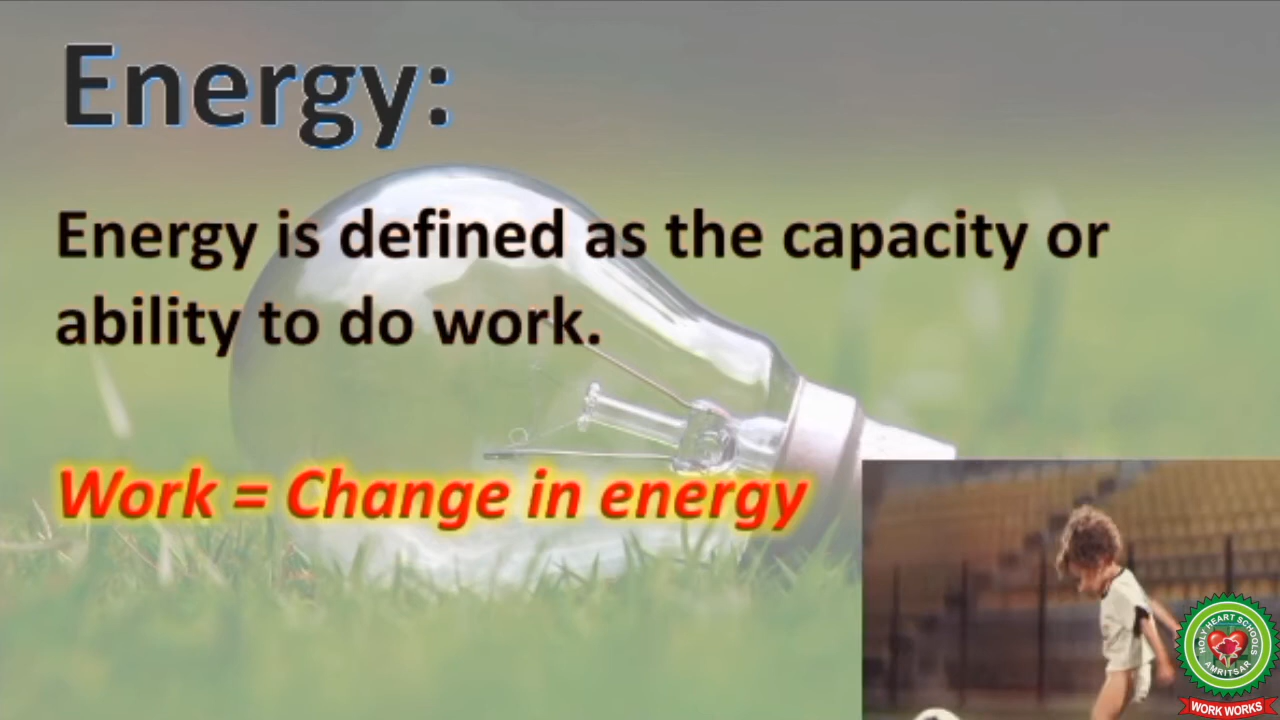 Energy:
Energy is defined as the capacity or
ability to do work.
Work = Change in energy
HOLY HEART SCHOOLS
AMRITSAR
WORK WORKS